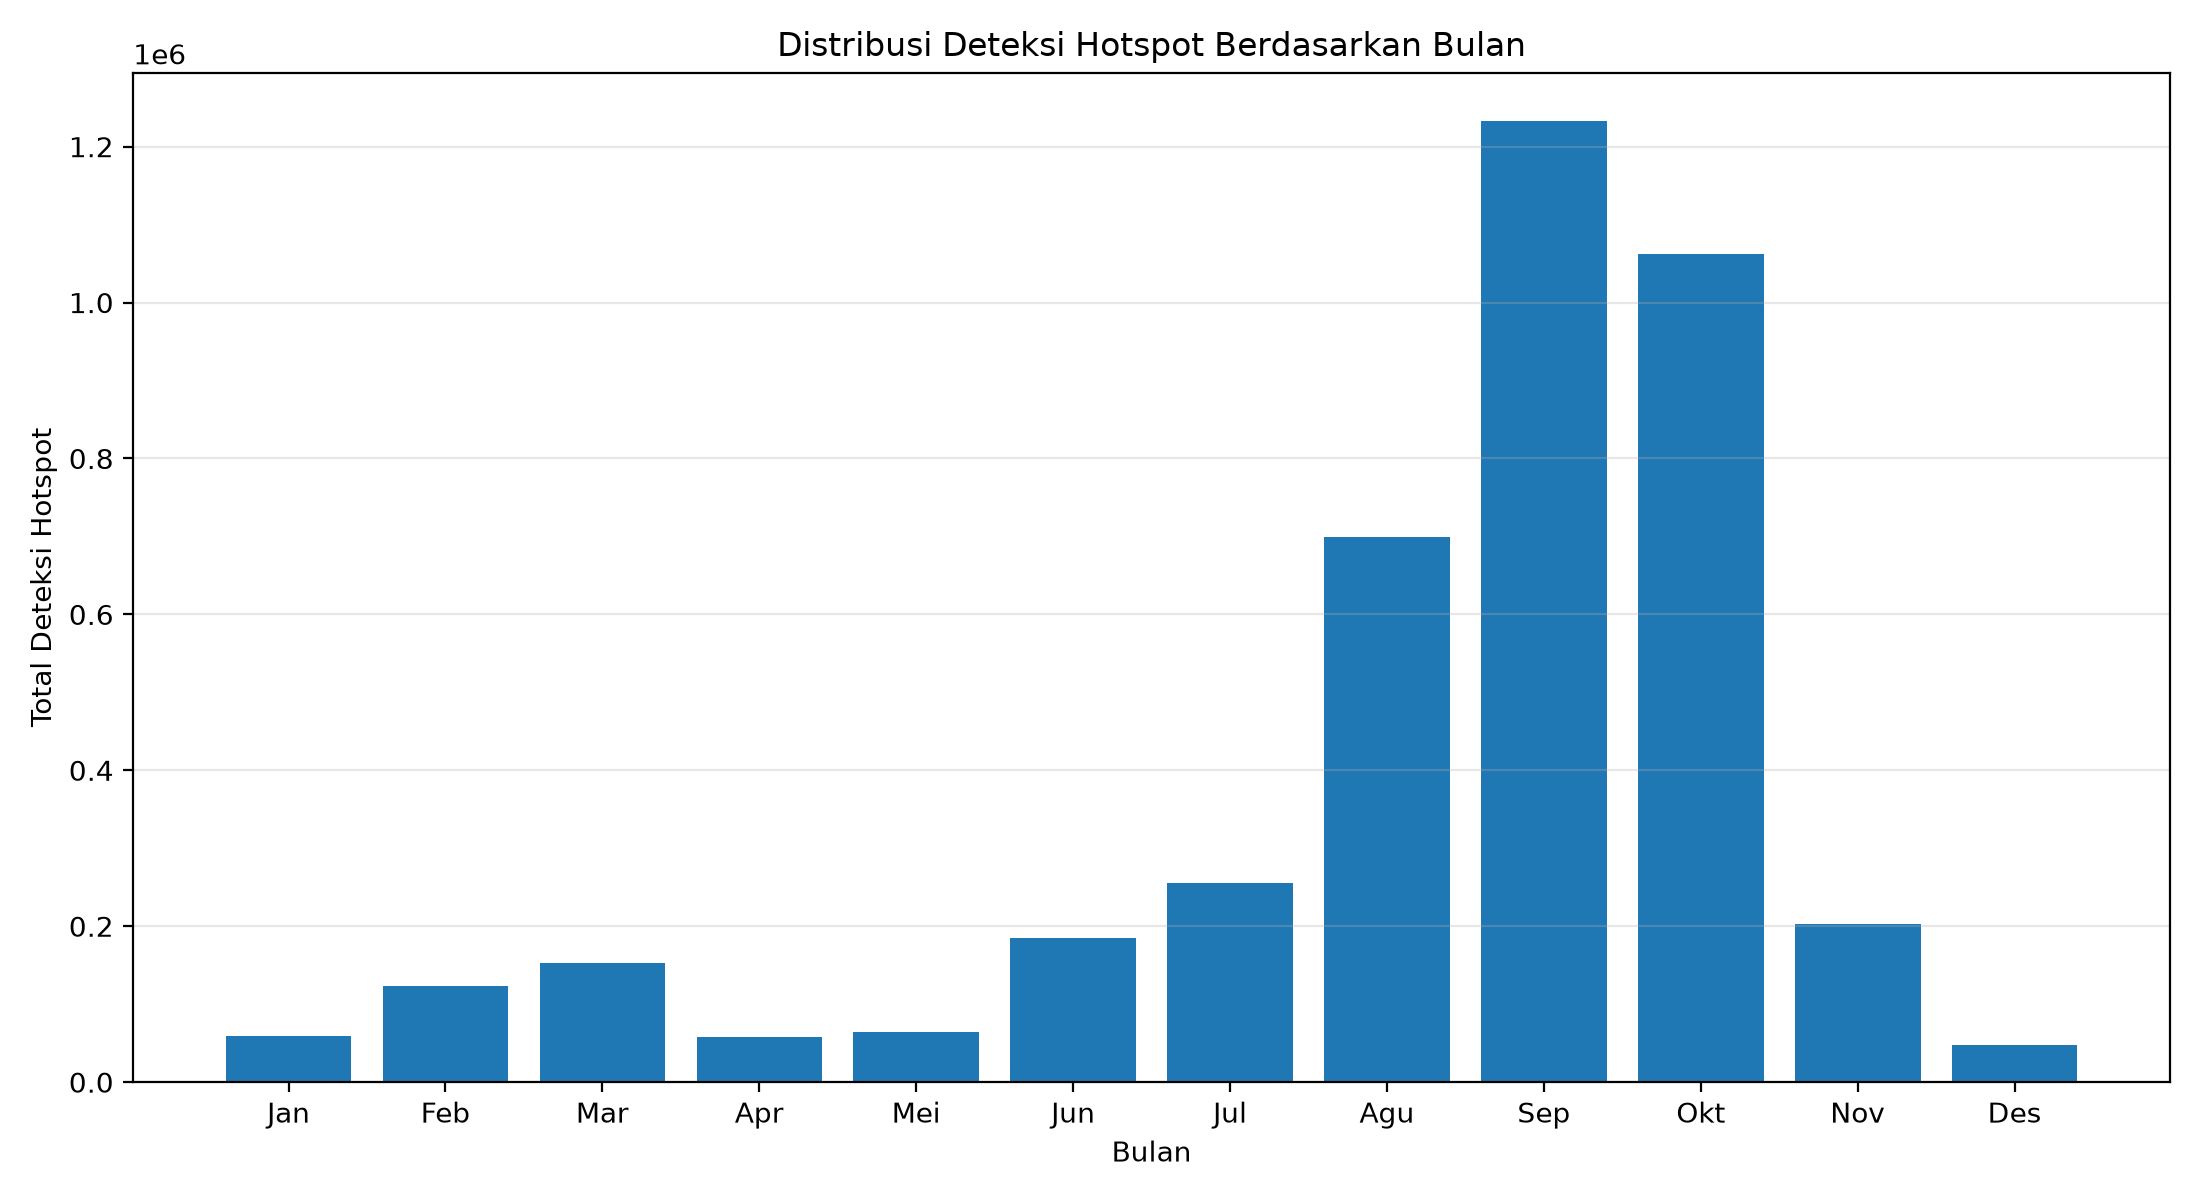 Distribusi Deteksi Hotspot Berdasarkan Bulan
1e6
1.2
1.0
0.8
0.6
0.4
0.2
0.0
Total Deteksi Hotspot
Jan Feb Mar Apr Mei Jun Jul Agu Sep Okt Nov Des
Bulan